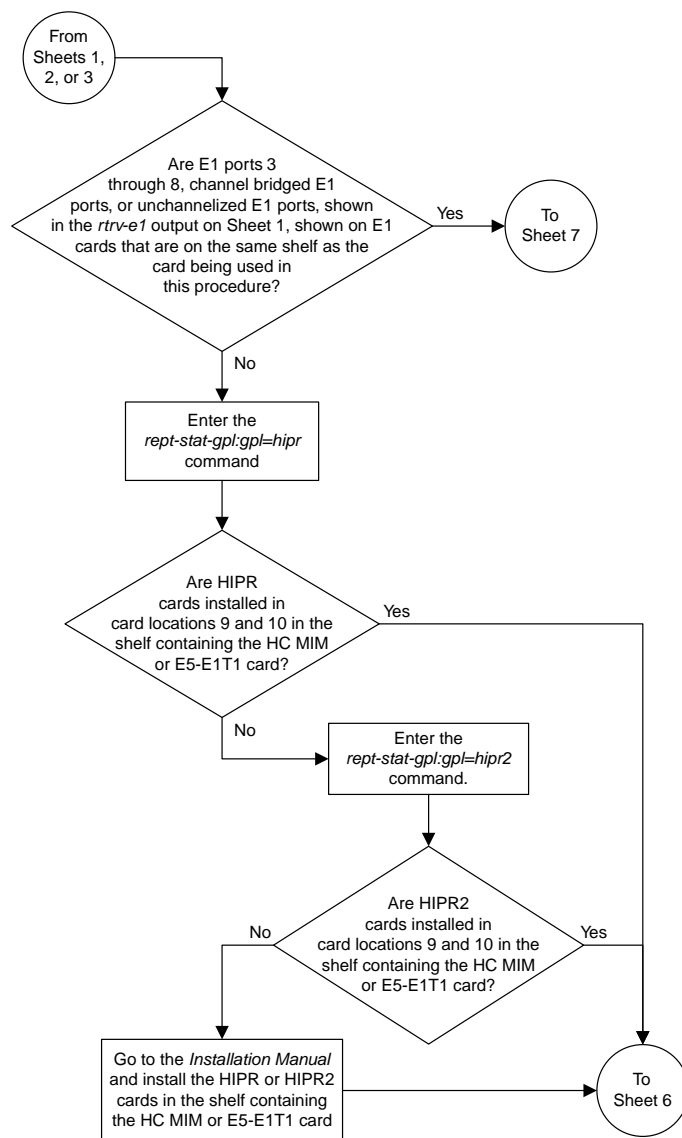 From
Sheets 1,
2, or 3
Are E1 ports 3
through 8, channel bridged E1
ports, or unchannelized E1 ports, shown
in the rtrv-e1 output on Sheet 1, shown on E1
cards that are on the same shelf as the
card being used in
this procedure?
Yes
To
Sheet 7
No
Enter the
rept-stat-gpl:gpl=hipr
command
Are HIPR
cards installed in
card locations 9 and 10 in the
shelf containing the HC MIM
or E5-E1T1 card?
Yes
No
Enter the
rept-stat-gpl:gpl=hipr2
command.
Are HIPR2
cards installed in
card locations 9 and 10 in the
shelf containing the HC MIM
or E5-E1T1 card?
No
Yes
Go to the Installation Manual
and install the HIPR or HIPR2
cards in the shelf containing
the HC MIM or E5-E1T1 card
To
Sheet 6